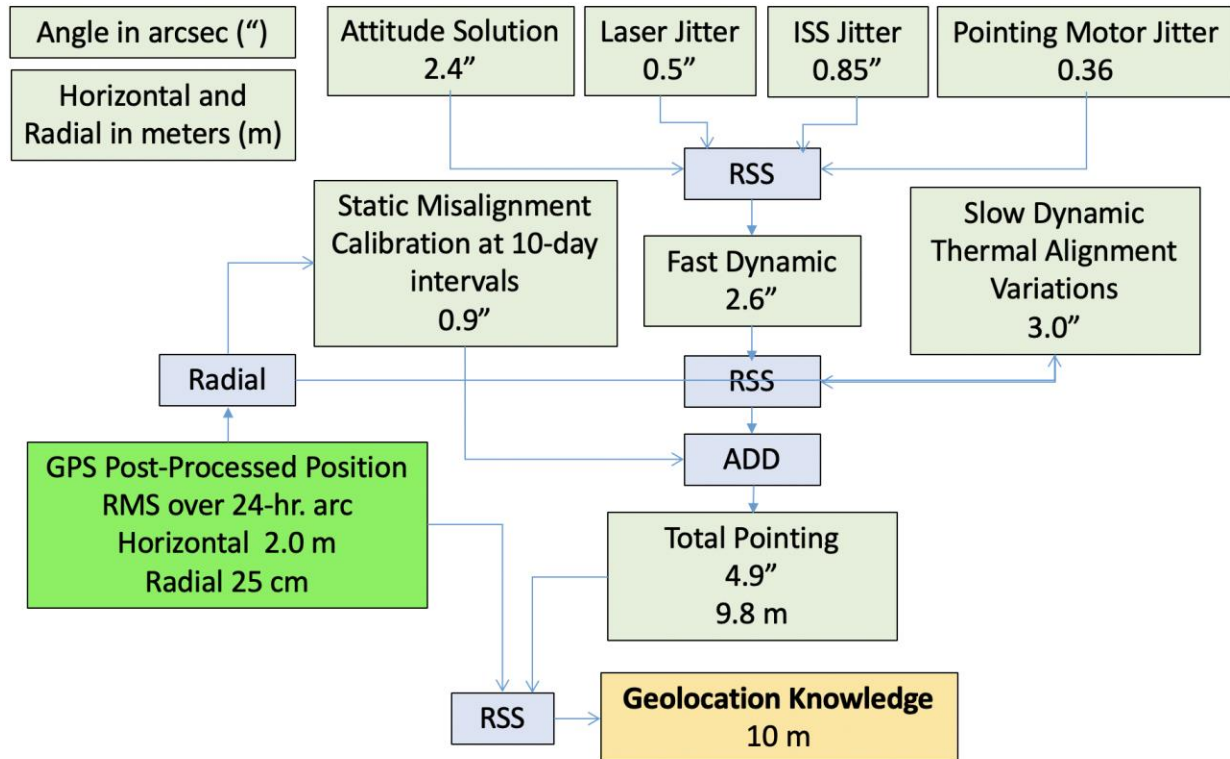 Angle in arcsec (“)
Horizontal and
Radial in meters (m)
Attitude Solution
2.4”
Laser Jitter
0.5”
ISS Jitter
0.85”
Pointing Motor Jitter
0.36
RSS
Static Misalignment
Calibration at 10-day
intervals
0.9”
Fast Dynamic
2.6”
Slow Dynamic
Thermal Alignment
Variations
3.0”
Radial
RSS
ADD
GPS Post-Processed Position
RMS over 24-hr. arc
Horizontal 2.0 m
Radial 25 cm
Total Pointing
4.9”
9.8 m
RSS
Geolocation Knowledge
10 m